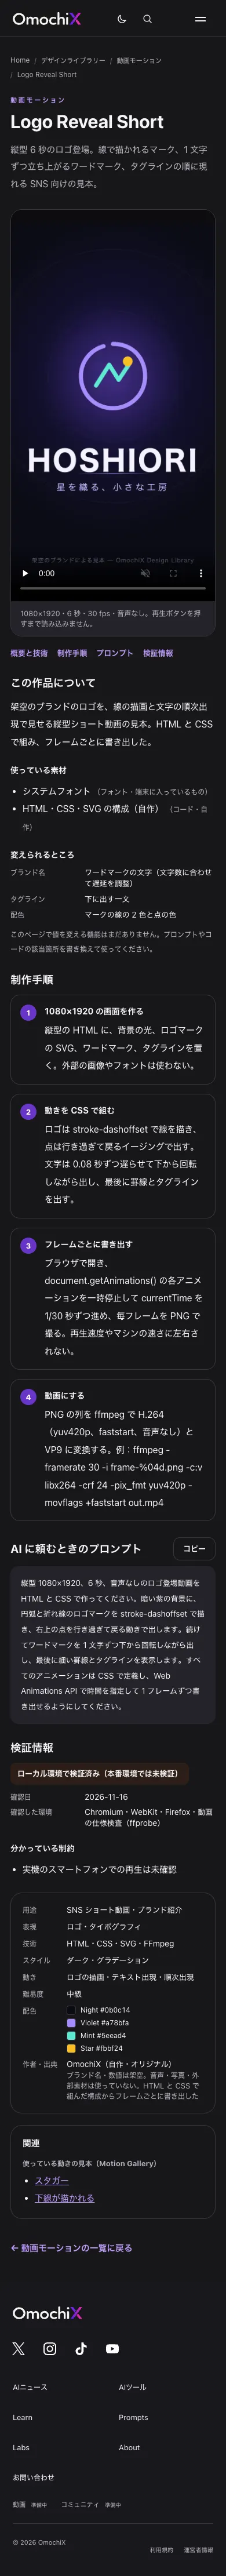 OmochiX
Home / デザインライブラリー / 動画モーション
/ Logo Reveal Short
動画モーション
Logo Reveal Short
縦型 6 秒のロゴ登場。線で描かれるマーク、1 文字
ずつ立ち上がるワードマーク、タグラインの順に現
れる SNS 向けの見本。
HOSHIORI
星を織る、小さな工房
架空のブランドによる見本 — OmochiX Design Library
0:00
1080×1920・6 秒・30 fps・音声なし。再生ボタンを押
すまで読み込みません。
概要と技術 制作手順 プロンプト 検証情報
この作品について
架空のブランドのロゴを、線の描画と文字の順次出
現で見せる縦型ショート動画の見本。HTML と CSS
で組み、フレームごとに書き出した。
使っている素材
• システムフォント （フォント・端末に入っているもの）
• HTML・CSS・SVG の構成（自作） （コード・自
作）
変えられるところ
ブランド名 ワードマークの文字（文字数に合わせ
て遅延を調整）
タグライン 下に出す一文
配色 マークの線の 2 色と点の色
このページで値を変える機能はまだありません。プロンプトやコ
ードの該当箇所を書き換えて使ってください。
制作手順
1 1080×1920 の画面を作る
縦型の HTML に、背景の光、ロゴマーク
の SVG、ワードマーク、タグラインを置
く。外部の画像やフォントは使わない。
2 動きを CSS で組む
ロゴは stroke-dashoffset で線を描き、
点は行き過ぎて戻るイージングで出す。
文字は 0.08 秒ずつ遅らせて下から回転
しながら出し、最後に罫線とタグライン
を出す。
3 フレームごとに書き出す
ブラウザで開き、
document.getAnimations() の各アニメ
ーションを一時停止して currentTime を
1/30 秒ずつ進め、毎フレームを PNG で
撮る。再生速度やマシンの速さに左右さ
れない。
4 動画にする
PNG の列を ffmpeg で H.264
（yuv420p、faststart、音声なし）と
VP9 に変換する。例：ffmpeg -
framerate 30 -i frame-%04d.png -c:v
libx264 -crf 24 -pix_fmt yuv420p -
movflags +faststart out.mp4
AI に頼むときのプロンプト コピー
縦型 1080×1920、6 秒、音声なしのロゴ登場動画を
HTML と CSS で作ってください。暗い紫の背景に、
円弧と折れ線のロゴマークを stroke-dashoffset で描
き、右上の点を行き過ぎて戻る動きで出します。続け
てワードマークを 1 文字ずつ下から回転しながら出
し、最後に細い罫線とタグラインを表示します。すべ
てのアニメーションは CSS で定義し、Web
Animations API で時間を指定して 1 フレームずつ書
き出せるようにしてください。
検証情報
ローカル環境で検証済み（本番環境では未検証）
確認日 2026-11-16
確認した環境 Chromium・WebKit・Firefox・動画
の仕様検査（ffprobe）
分かっている制約
• 実機のスマートフォンでの再生は未確認
用途 SNS ショート動画・ブランド紹介
表現 ロゴ・タイポグラフィ
技術 HTML・CSS・SVG・FFmpeg
スタイル ダーク・グラデーション
動き ロゴの描画・テキスト出現・順次出現
難易度 中級
配色 Night #0b0c14
Violet #a78bfa
Mint #5eead4
Star #fbbf24
作者・出典 OmochiX（自作・オリジナル）
ブランド名、数値は架空。音声・写真・外
部素材は使っていない。HTML と CSS で
組んだ構成からフレームごとに書き出した
関連
使っている動きの見本（Motion Gallery）
• スタガー
• 下線が描かれる
← 動画モーションの一覧に戻る
OmochiX
AIニュース AIツール
Learn Prompts
Labs About
お問い合わせ
動画 準備中 コミュニティ 準備中
© 2026 OmochiX
利用規約 運営者情報